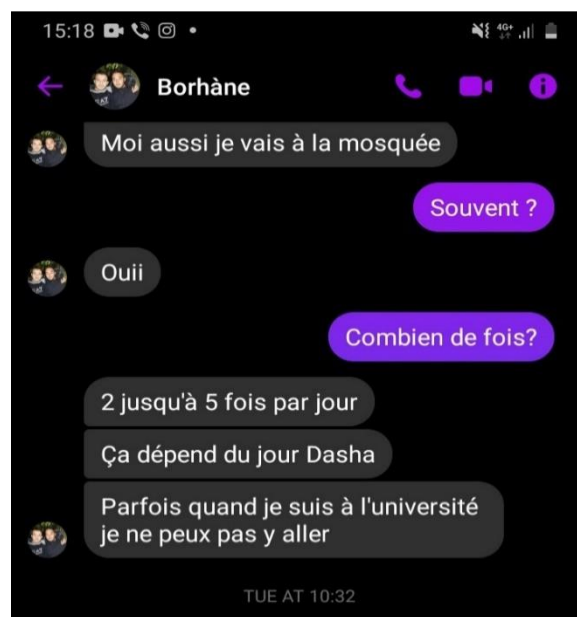 15:18
4G+
Borhàne
Moi aussi je vais à la mosquée
Souvent ?
Ouii
Combien de fois?
2 jusqu'à 5 fois par jour
Ça dépend du jour Dasha
Parfois quand je suis à l'université
je ne peux pas y aller
TUE AT 10:32